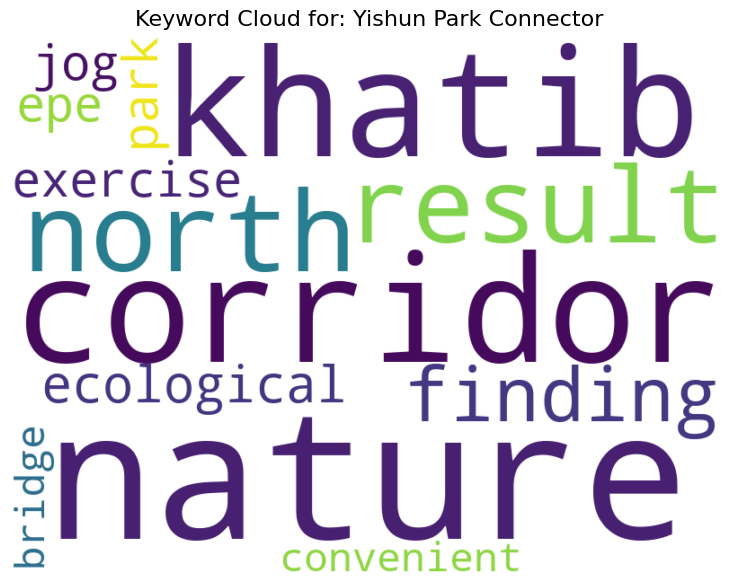 Keyword Cloud for: Yishun Park Connector
jog
epe
park
khatib
exercise
north
result
corridor
ecological
finding
bridge
nature
convenient